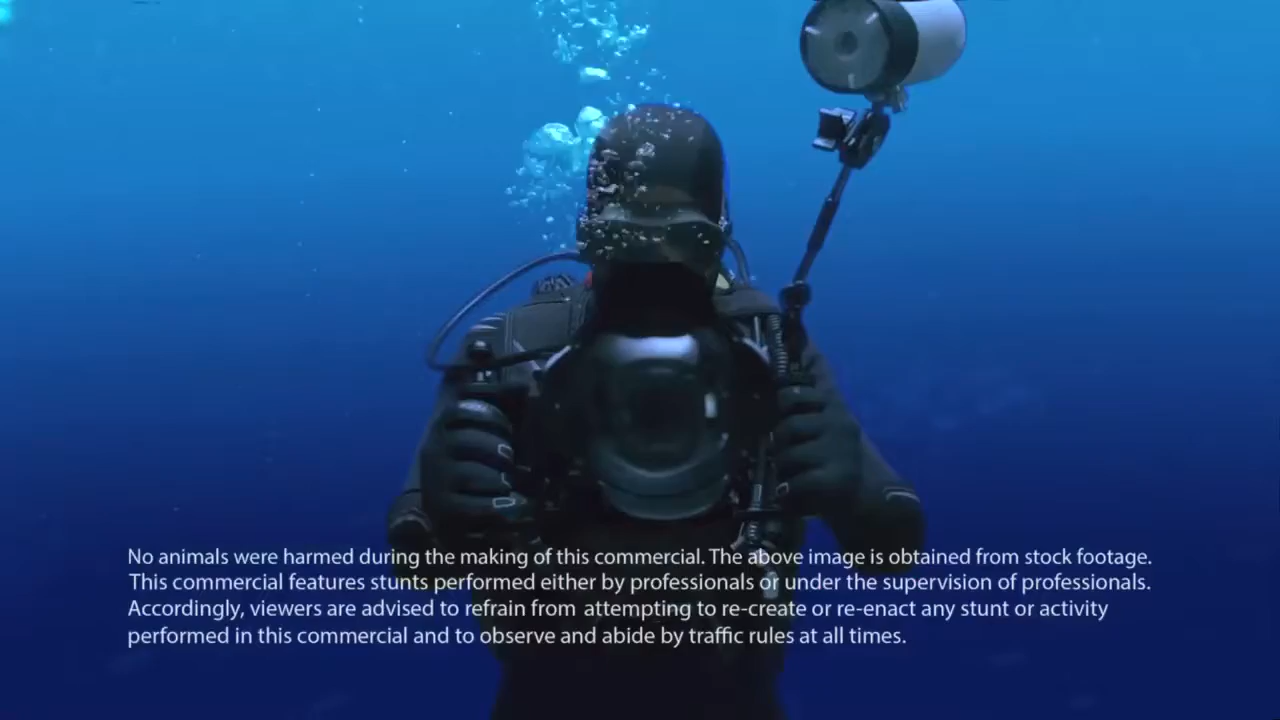 No animals were harmed during the making of this commercial. The above image is obtained from stock footage.
This commercial features stunts performed either by professionals or under the supervision of professionals.
Accordingly, viewers are advised to refrain from attempting to re-create or re-enact any stunt or activity
performed in this commercial and to observe and abide by traffic rules at all times.